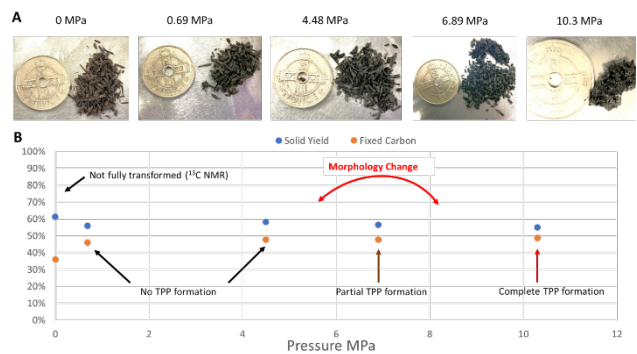 A
0 MPa
0.69 MPa
4.48 MPa
6.89 MPa
10.3 MPa
B
Solid Yield
Fixed Carbon
100%
90%
80%
70%
60%
50%
40%
30%
20%
10%
0%
Not fully transformed (¹³C NMR)
Morphology Change
No TPP formation
Partial TPP formation
Complete TPP formation
0
2
4
6
8
10
12
Pressure MPa